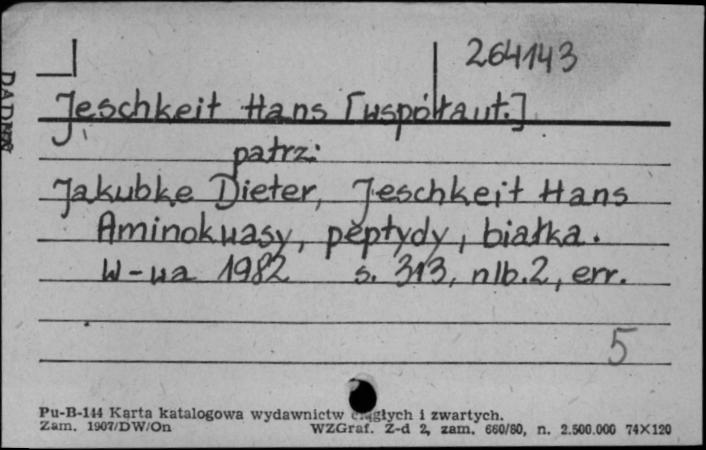 264143
Jeschkeit Hans [współaut.]
patrz:
Jakubke Dieter, Jeschkeit Hans
Aminokwasy, peptydy, białka.
W-wa 1982 s. 313, nlb. 2, err.
5
Pu-B-144 Karta katalogowa wydawnictw ciągłych i zwartych.
Zam. 1907/DW/On WZGraf. Z-d 2, zam. 660/80, n. 2.500.000 74×120